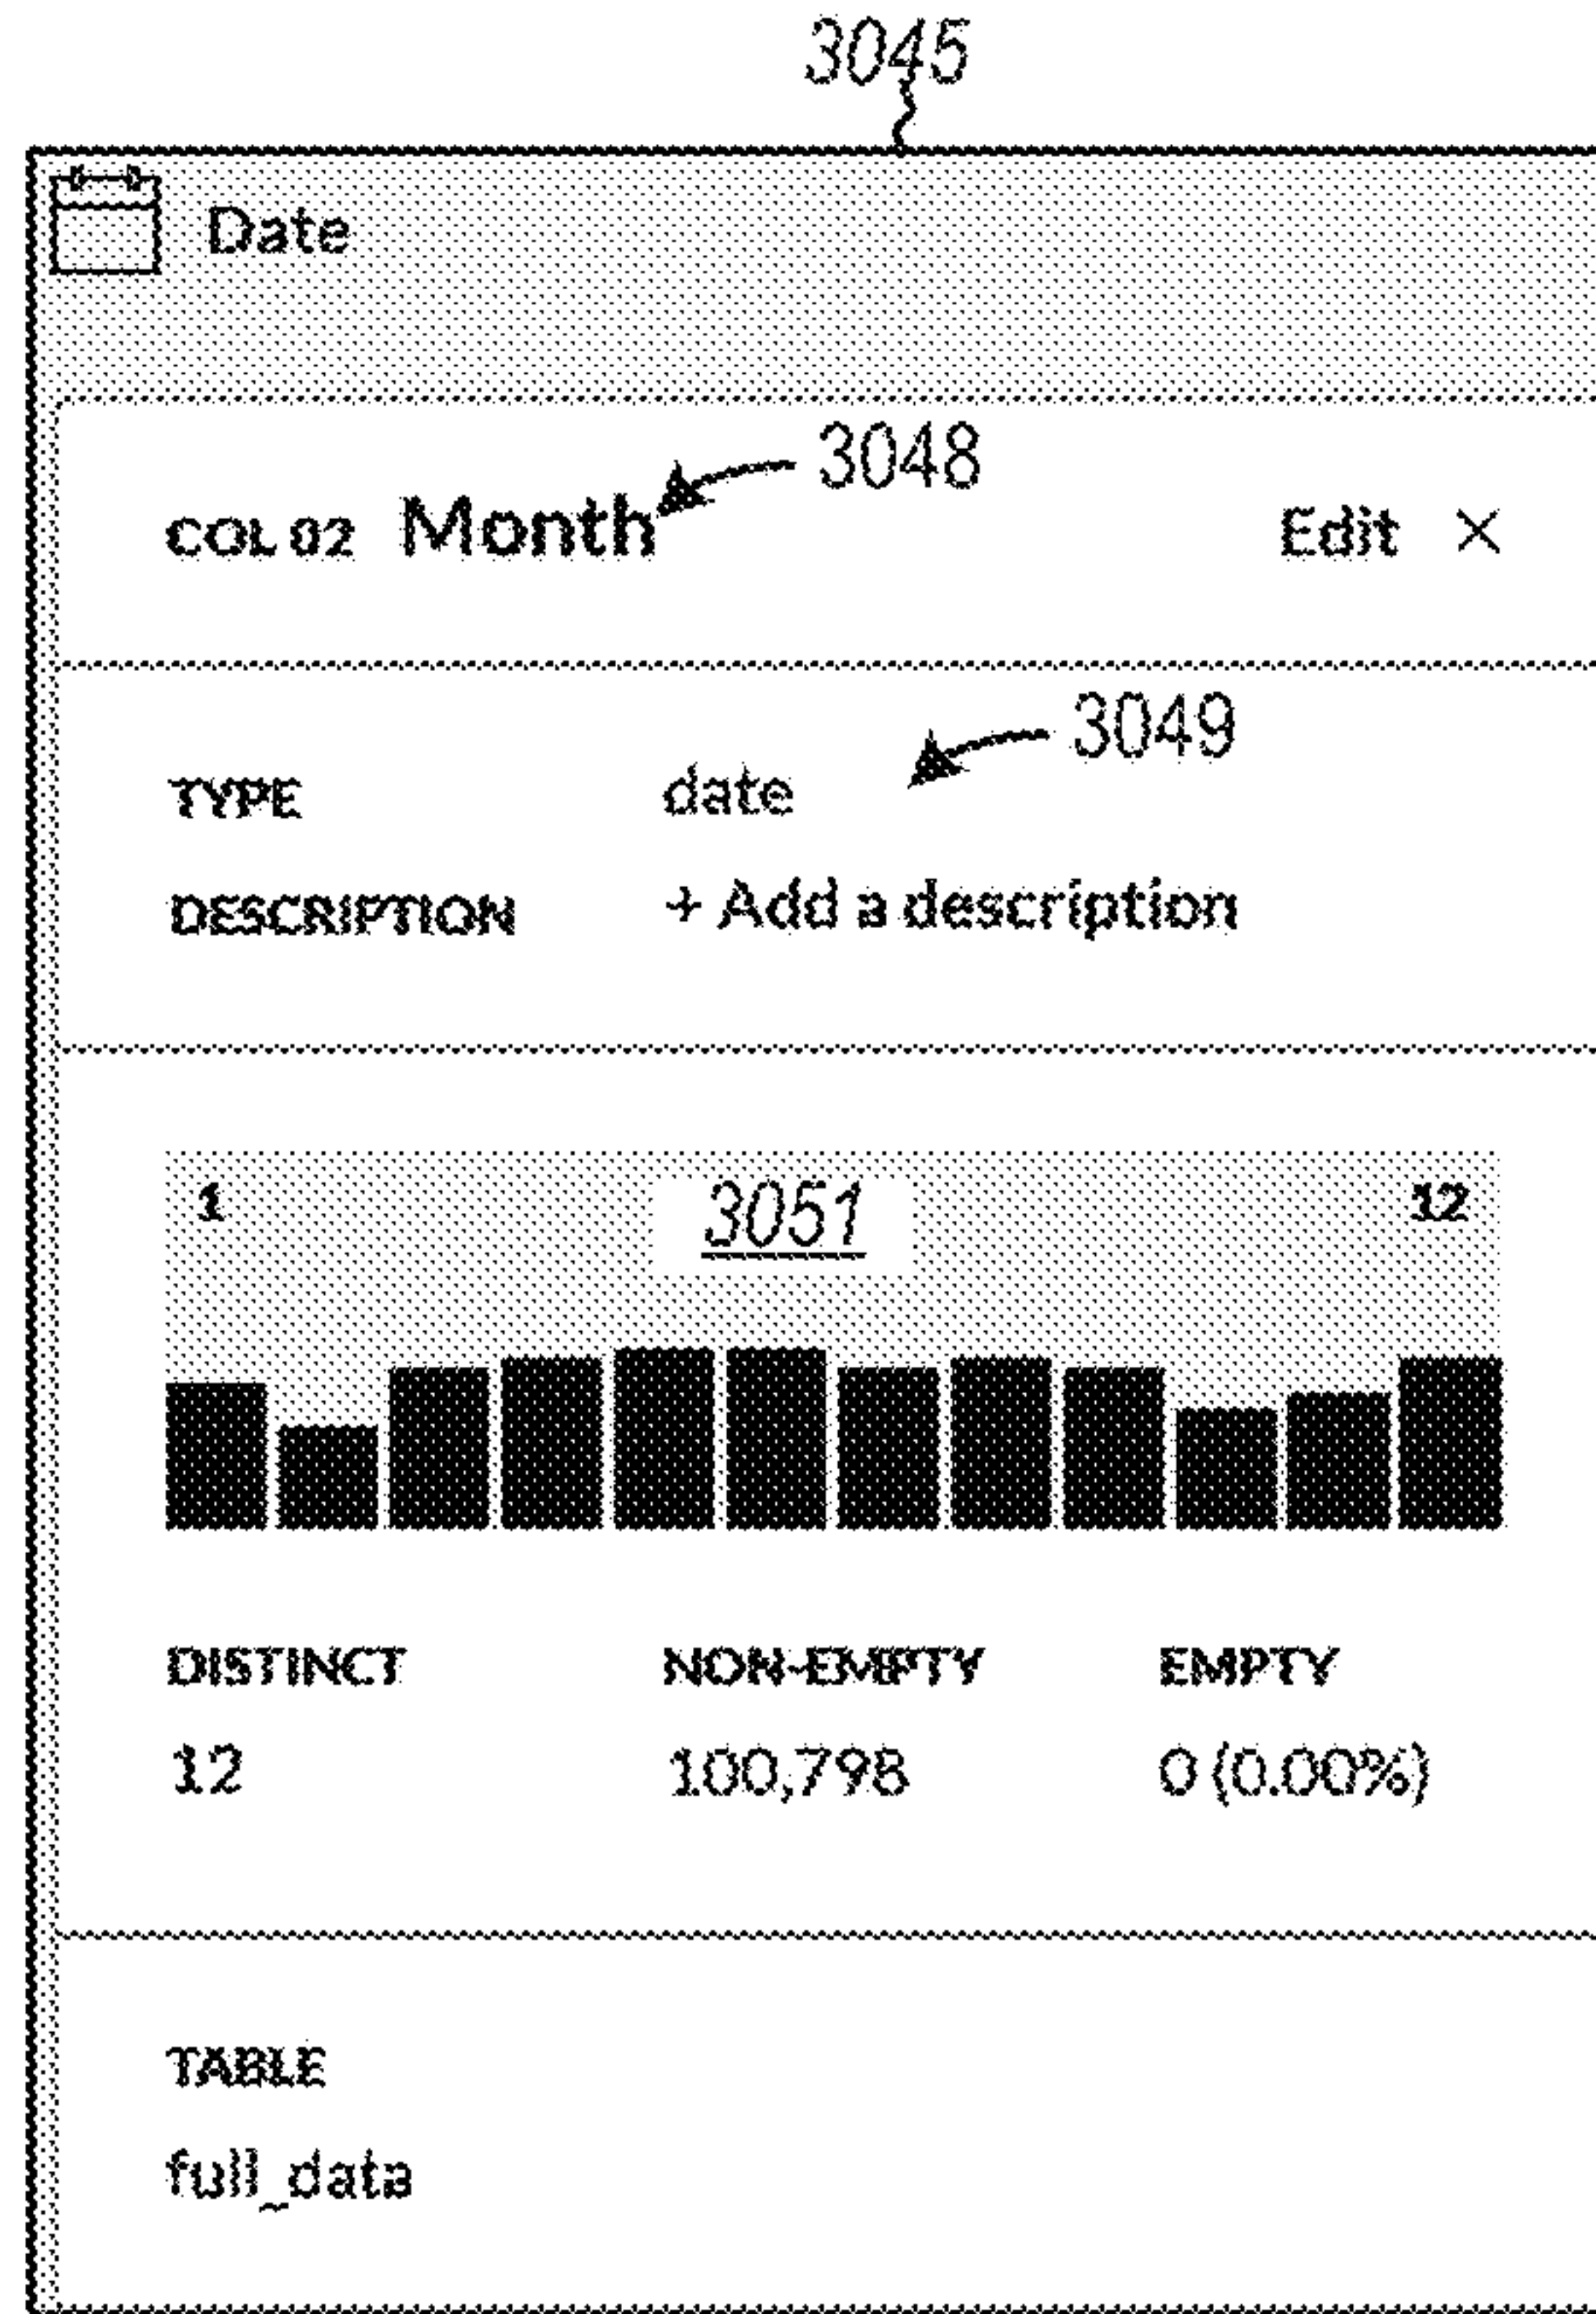 3045
Date
3048
COL 02 Month Edit ×
3049
TYPE date
DESCRIPTION + Add a description
1 3051 12
DISTINCT NON-EMPTY EMPTY
12 100,798 0 (0.00%)
TABLE
full_data